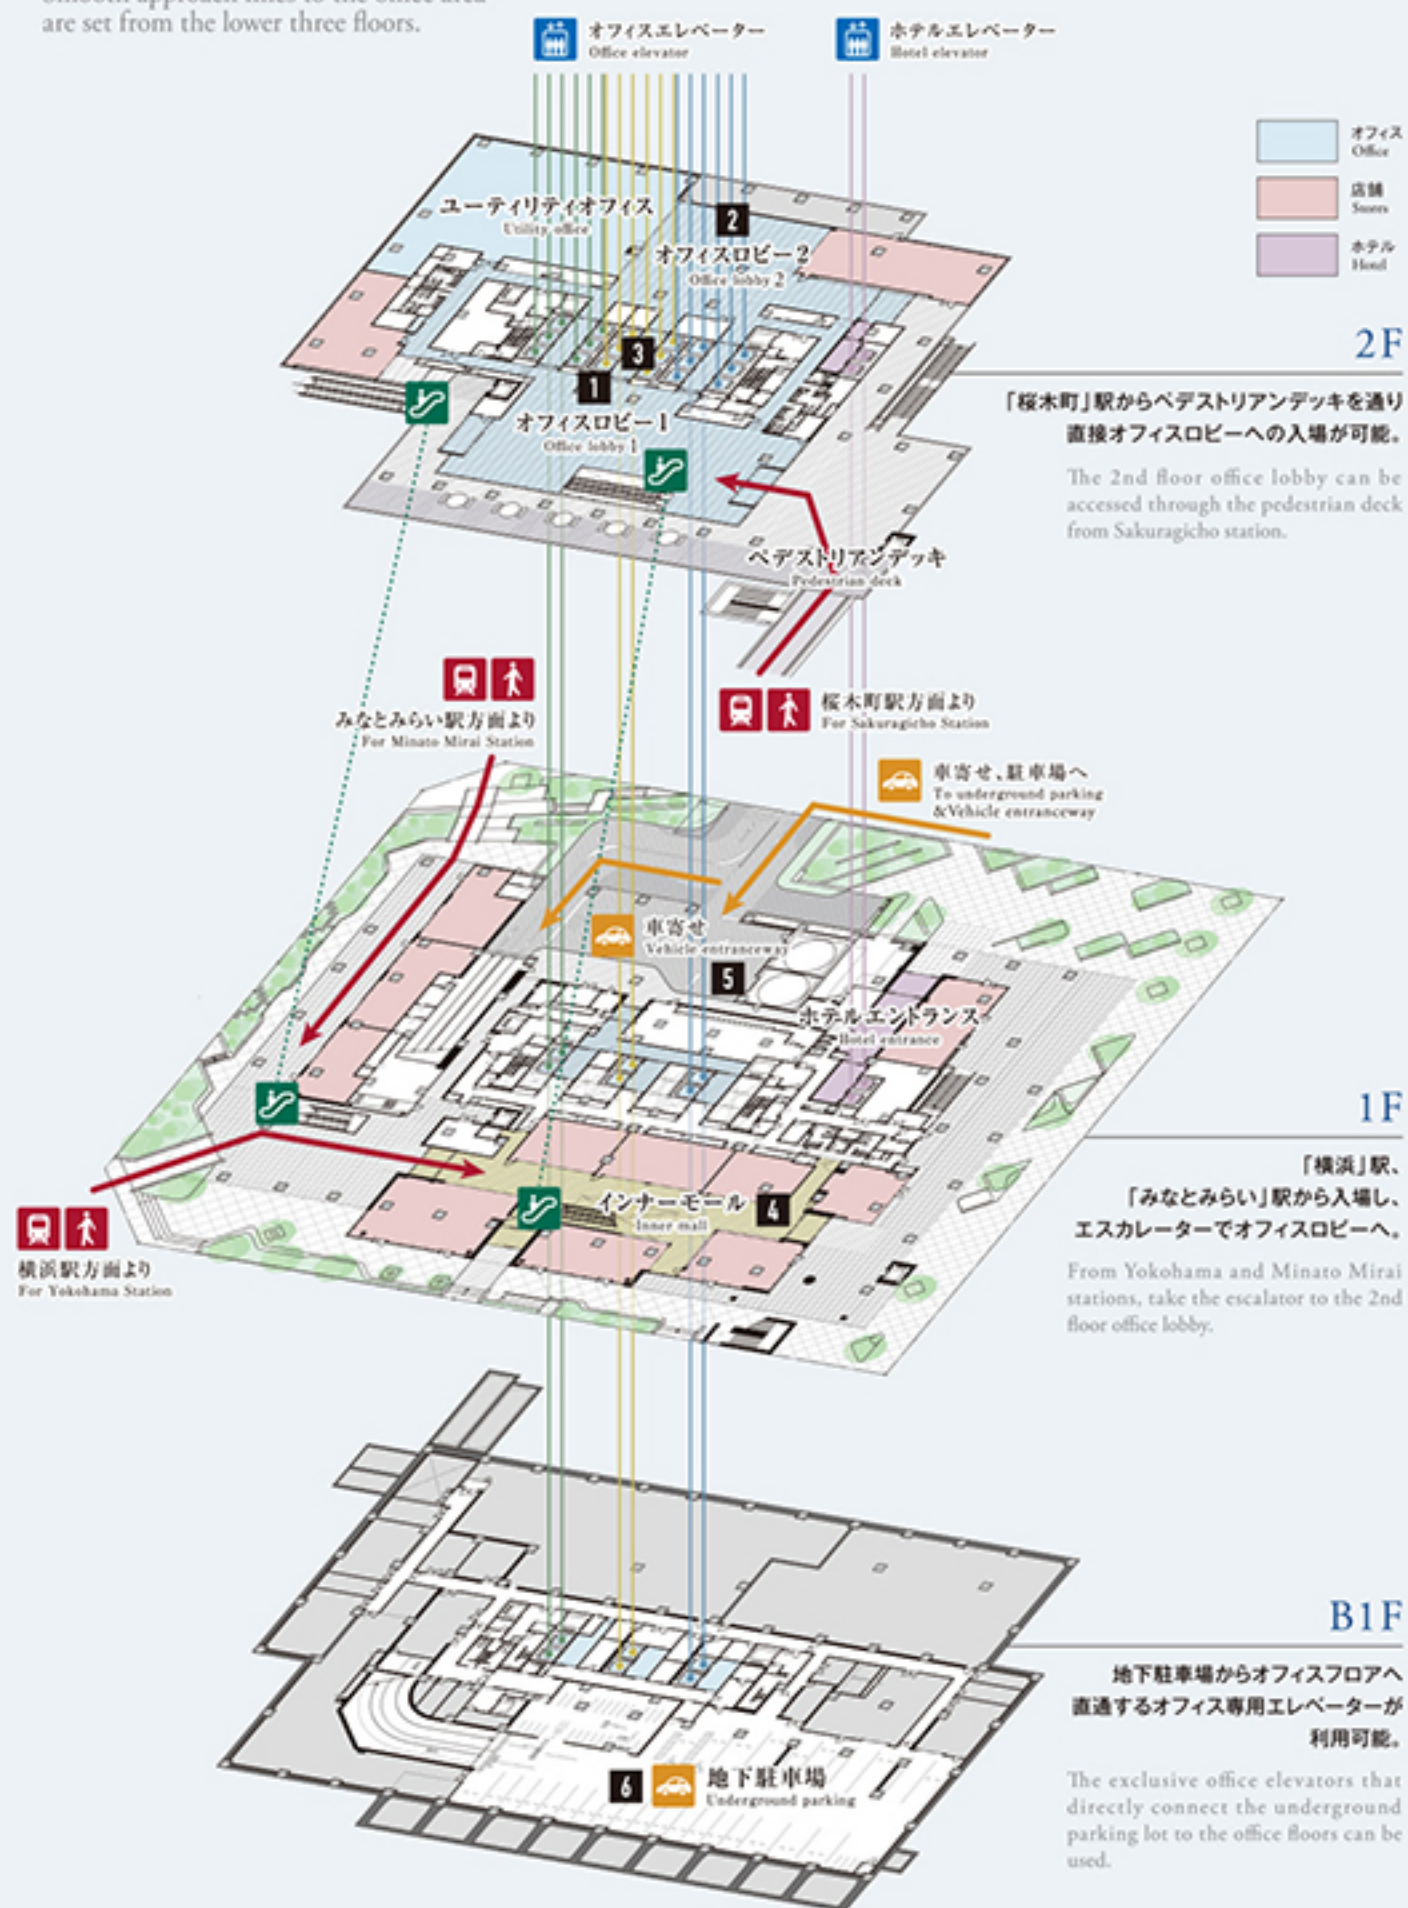 are set from the lower three floors.
オフィスエレベーター
Office elevator
ホテルエレベーター
Hotel elevator
オフィス
Office
店舗
Stores
ホテル
Hotel
ユーティリティオフィス
Utility office
2
オフィスロビー2
Office lobby 2
3
1
オフィスロビー1
Office lobby 1
2F
「桜木町」駅からペデストリアンデッキを通り
直接オフィスロビーへの入場が可能。
The 2nd floor office lobby can be
accessed through the pedestrian deck
from Sakuragicho station.
ペデストリアンデッキ
Pedestrian deck
みなとみらい駅方面より
For Minato Mirai Station
桜木町駅方面より
For Sakuragicho Station
車寄せ、駐車場へ
To underground parking
&Vehicle entranceway
車寄せ
Vehicle entranceway
5
ホテルエントランス
Hotel entrance
1F
「横浜」駅、
「みなとみらい」駅から入場し、
エスカレーターでオフィスロビーへ。
From Yokohama and Minato Mirai
stations, take the escalator to the 2nd
floor office lobby.
インナーモール
Inner mall
4
横浜駅方面より
For Yokohama Station
B1F
地下駐車場からオフィスフロアへ
直通するオフィス専用エレベーターが
利用可能。
The exclusive office elevators that
directly connect the underground
parking lot to the office floors can be
used.
6
地下駐車場
Underground parking